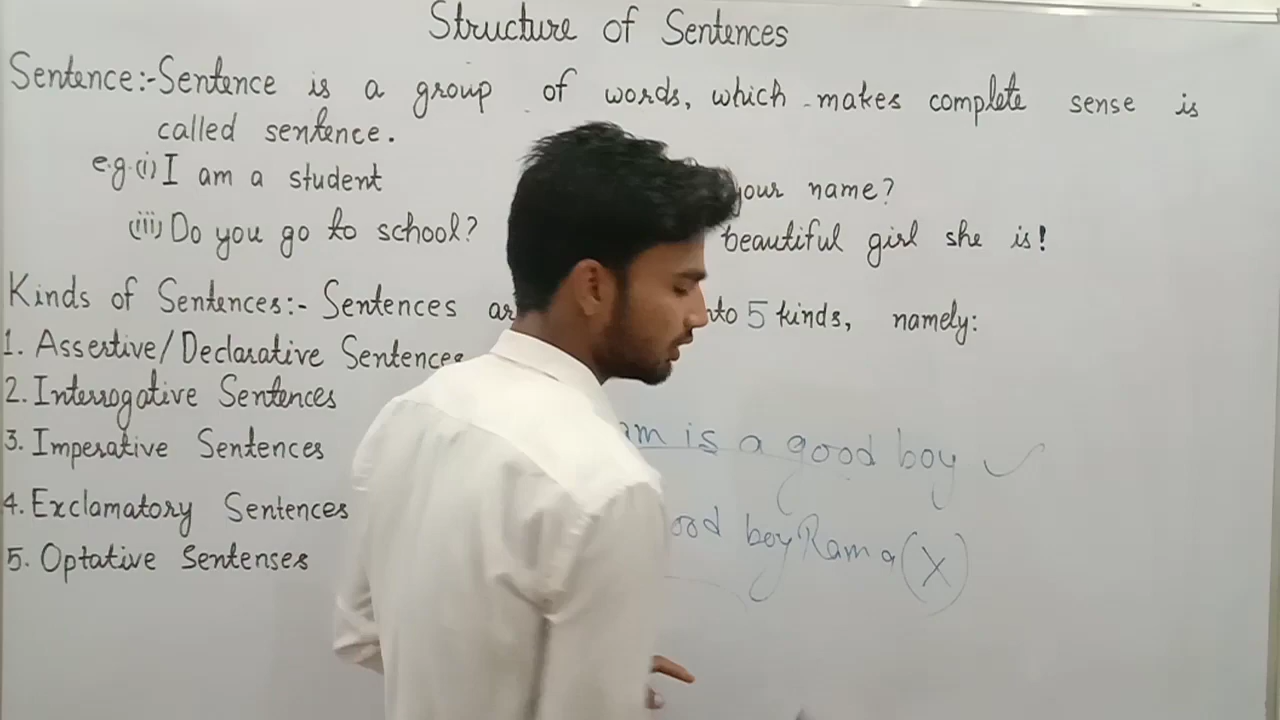 Structure of Sentences
Sentence:- Sentence is a group of words, which makes complete sense is
called sentence.
e.g. (i) I am a student your name?
(iii) Do you go to school? beautiful girl she is!
Kinds of Sentences:- Sentences 5 kinds, namely:
1. Assertive/Declarative Sentences
2. Interrogative Sentences
am is a good boy ✓
3. Imperative Sentences
4. Exclamatory Sentences
boy Ram a (X)
5. Optative Sentenses